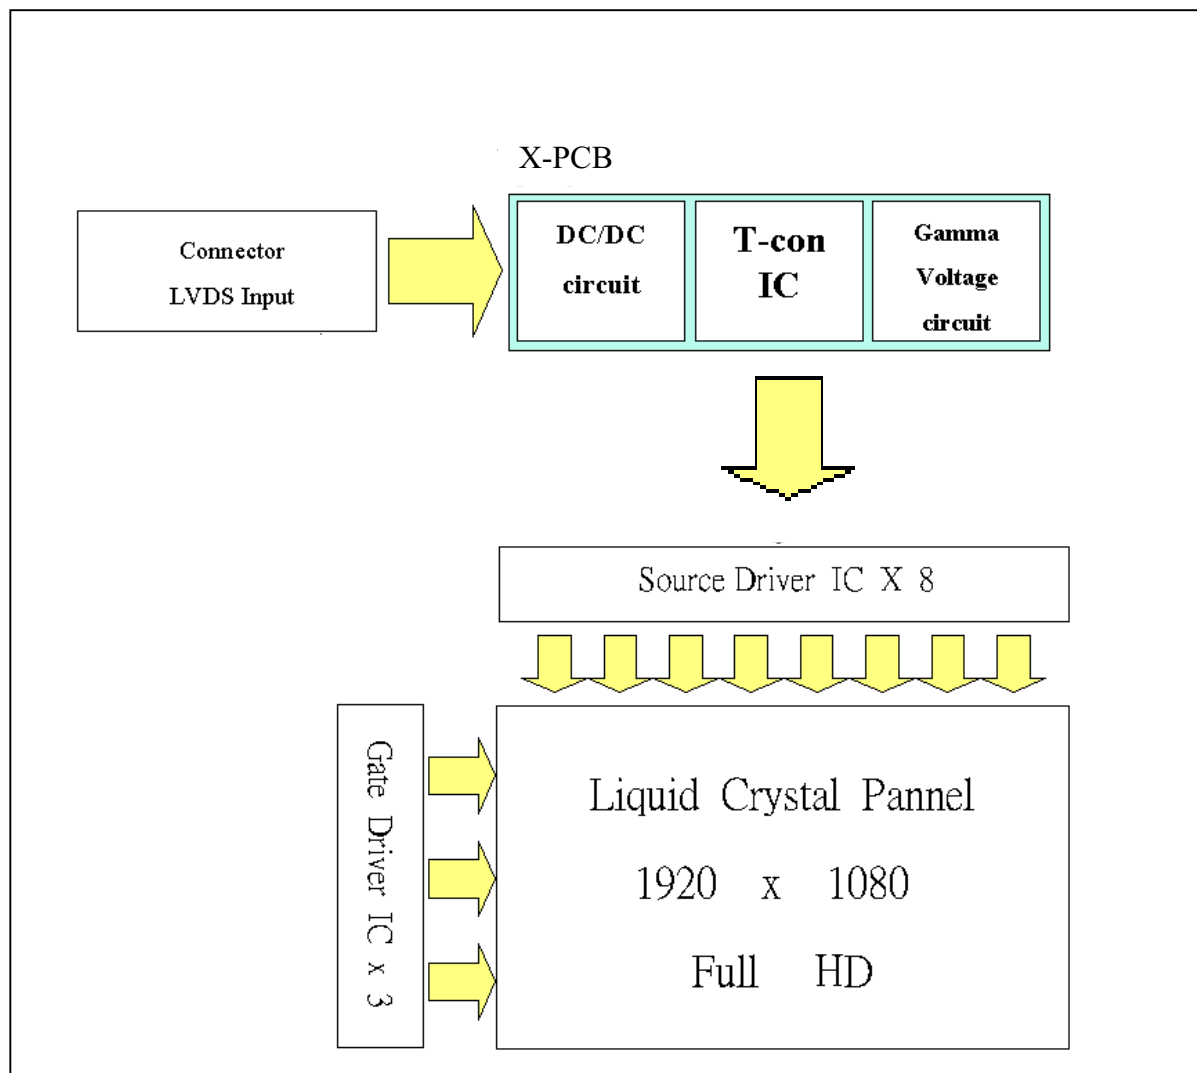 X-PCB
Connector
LVDS Input
DC/DC
circuit
T-con
IC
Gamma
Voltage
circuit
Source Driver IC X 8
Gate Driver IC x 3
Liquid Crystal Pannel
1920 x 1080
Full HD